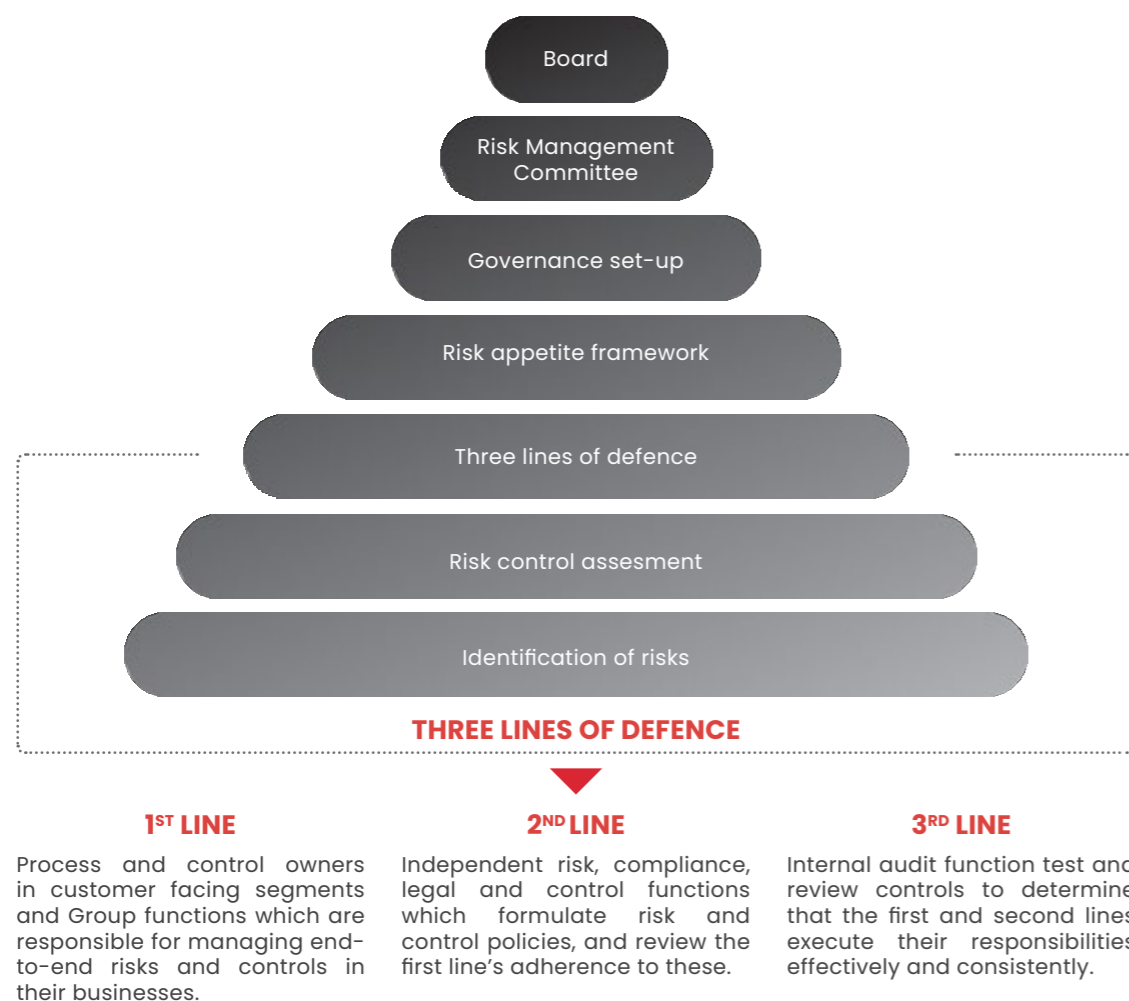 Board
Risk Management
Committee
Governance set-up
Risk appetite framework
Three lines of defence
Risk control assesment
Identification of risks
THREE LINES OF DEFENCE
1ST LINE
Process and control owners
in customer facing segments
and Group functions which are
responsible for managing end-
to-end risks and controls in
their businesses.
2ND LINE
Independent risk, compliance,
legal and control functions
which formulate risk and
control policies, and review the
first line's adherence to these.
3RD LINE
Internal audit function test and
review controls to determine
that the first and second lines
execute their responsibilities
effectively and consistently.